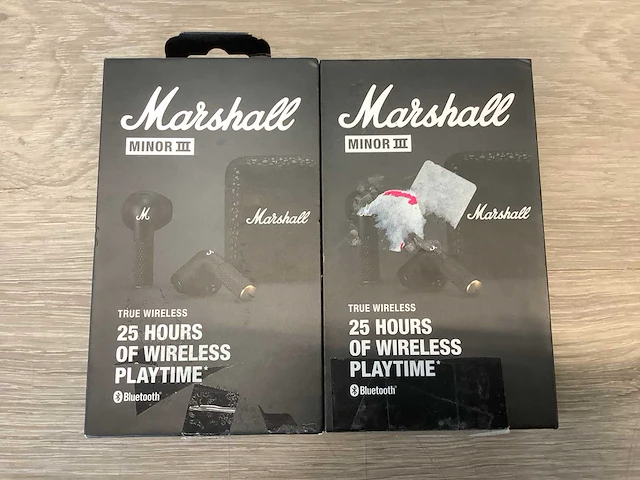 Marshall
MINOR III
M
Marshall
TRUE WIRELESS
25 HOURS
OF WIRELESS
PLAYTIME*
Bluetooth®
Marshall
MINOR III
Marshall
TRUE WIRELESS
25 HOURS
OF WIRELESS
PLAYTIME*
Bluetooth®